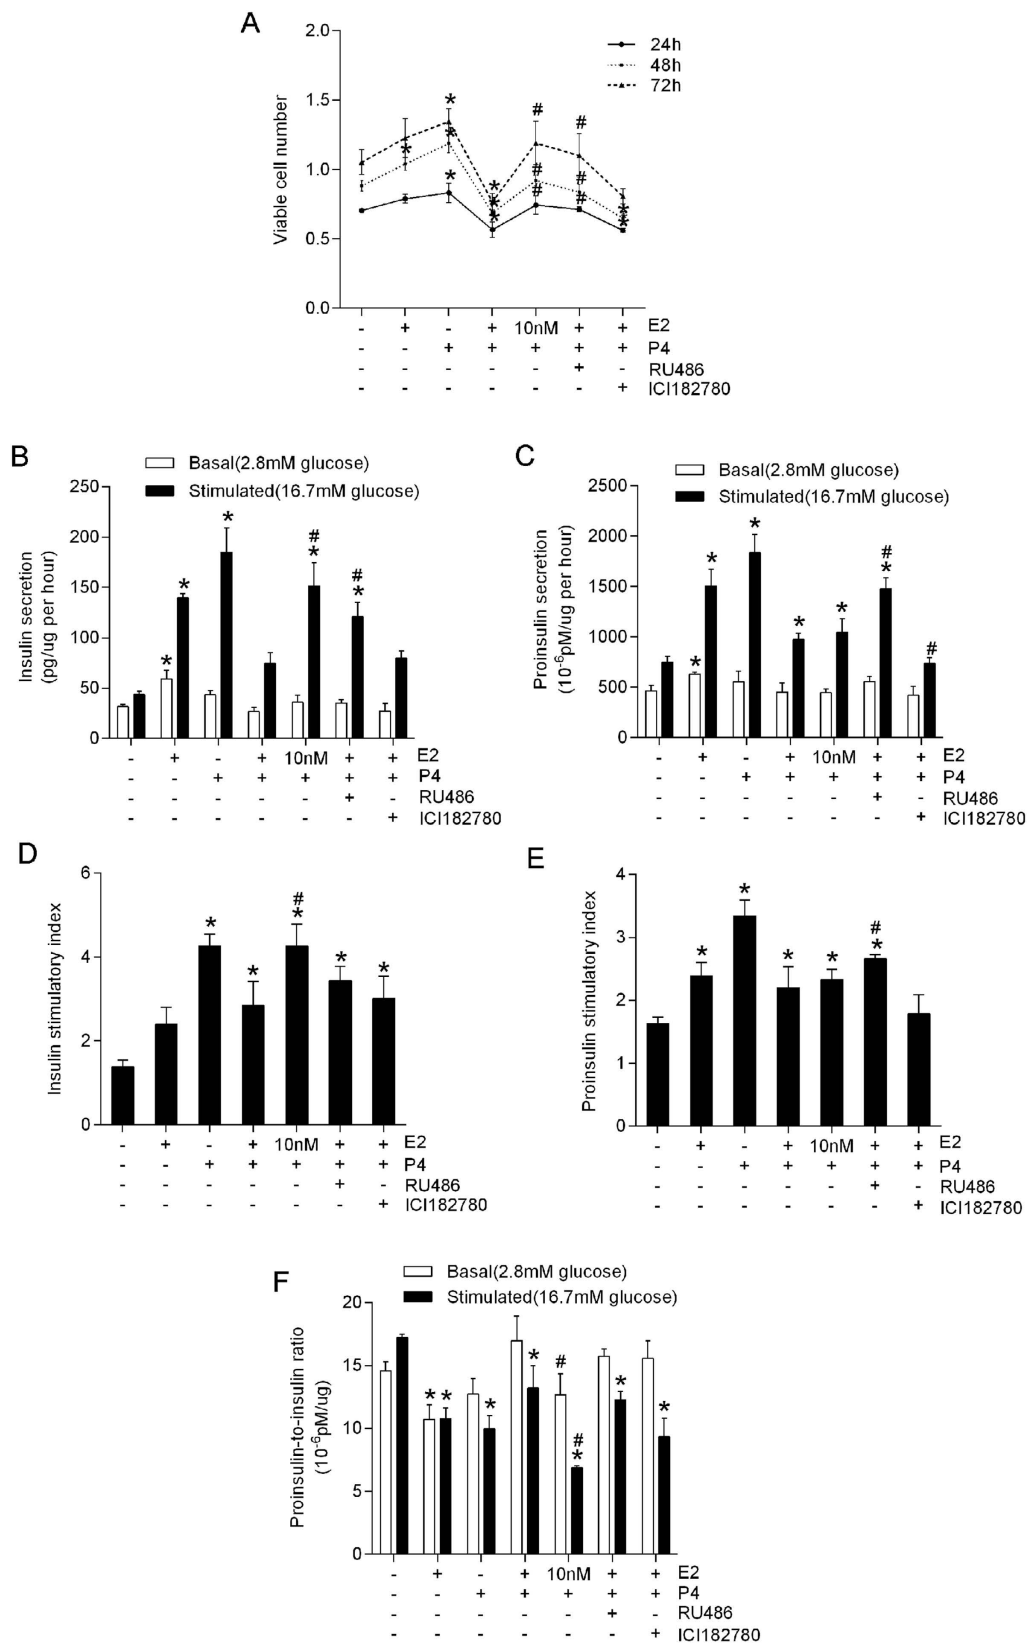 A
24h
48h
72h
Viable cell number
2.0
1.5
1.0
0.5
0.0
* * * * * * * * *
# # # # # #
- + - + 10nM + + E2
- - + + + + + P4
- - - - - + - RU486
- - - - - - + ICI182780
B
Basal(2.8mM glucose)
Stimulated(16.7mM glucose)
Insulin secretion
(pg/ug per hour)
250
200
150
100
50
0
* * * # * # *
- + - + 10nM + + E2
- - + + + + + P4
- - - - - + - RU486
- - - - - - + ICI182780
C
Basal(2.8mM glucose)
Stimulated(16.7mM glucose)
Proinsulin secretion
(10-6pM/ug per hour)
2500
2000
1500
1000
500
0
* * * * * # * #
- + - + 10nM + + E2
- - + + + + + P4
- - - - - + - RU486
- - - - - - + ICI182780
D
Insulin stimulatory index
6
4
2
0
* * # * * *
- + - + 10nM + + E2
- - + + + + + P4
- - - - - + - RU486
- - - - - - + ICI182780
E
Proinsulin stimulatory index
4
3
2
1
0
* * * * # *
- + - + 10nM + + E2
- - + + + + + P4
- - - - - + - RU486
- - - - - - + ICI182780
F
Basal(2.8mM glucose)
Stimulated(16.7mM glucose)
Proinsulin-to-insulin ratio
(10-6pM/ug)
20
15
10
5
0
* * * * # # * * *
- + - + 10nM + + E2
- - + + + + + P4
- - - - - + - RU486
- - - - - - + ICI182780